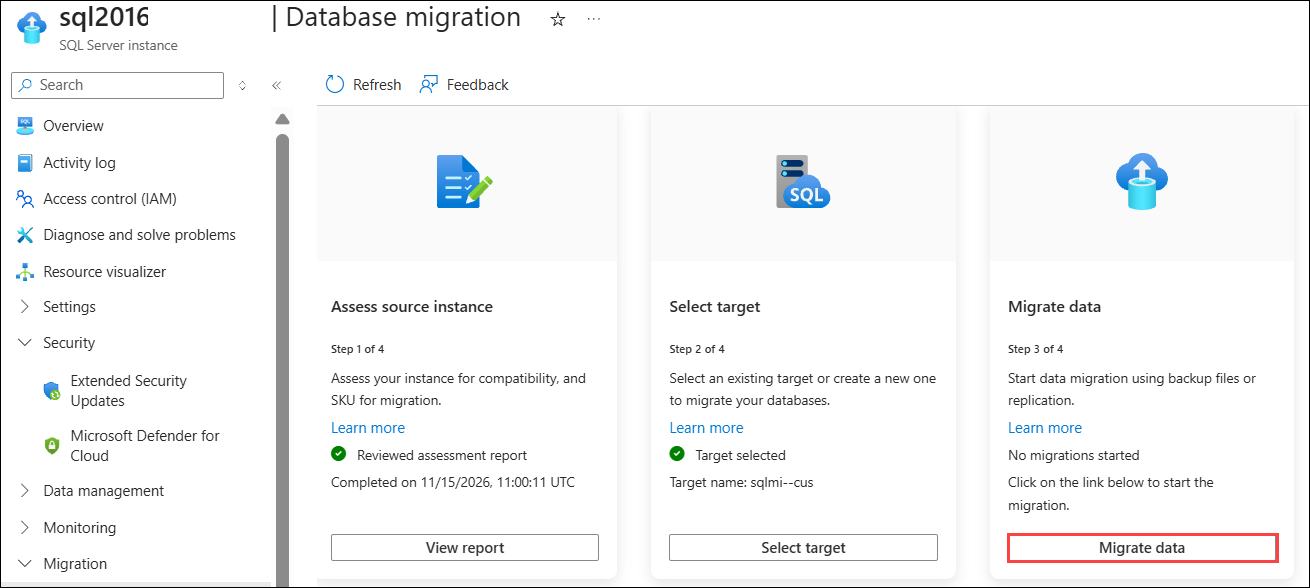 sql2016
| Database migration
SQL Server instance
Search
Refresh
Feedback
Overview
Activity log
Access control (IAM)
Diagnose and solve problems
Resource visualizer
Settings
Security
Extended Security
Updates
Microsoft Defender for
Cloud
Data management
Monitoring
Migration
Assess source instance
Step 1 of 4
Assess your instance for compatibility, and
SKU for migration.
Learn more
Reviewed assessment report
Completed on 11/15/2026, 11:00:11 UTC
View report
SQL
Select target
Step 2 of 4
Select an existing target or create a new one
to migrate your databases.
Learn more
Target selected
Target name: sqlmi--cus
Select target
Migrate data
Step 3 of 4
Start data migration using backup files or
replication.
Learn more
No migrations started
Click on the link below to start the
migration.
Migrate data